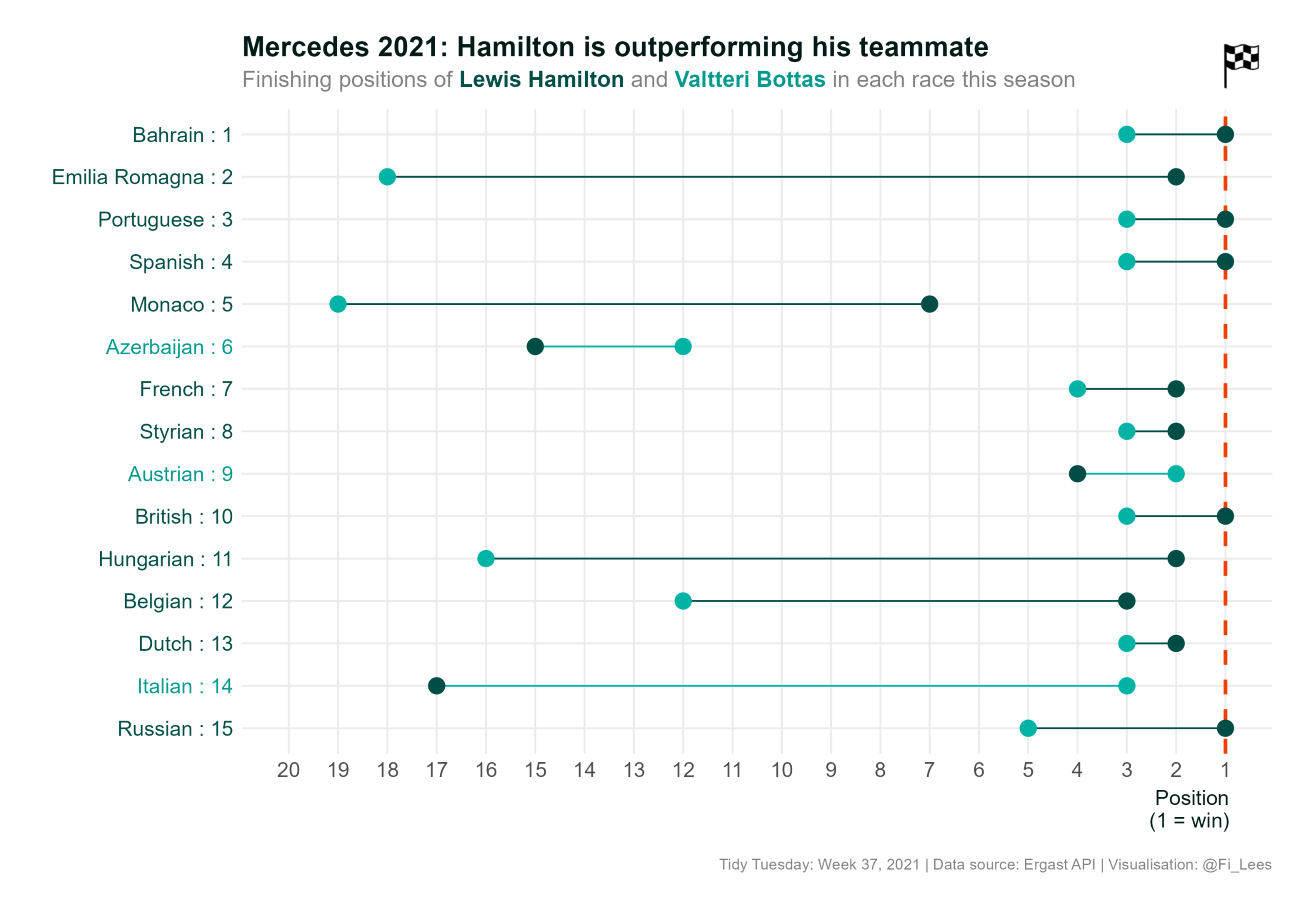 Mercedes 2021: Hamilton is outperforming his teammate
Finishing positions of Lewis Hamilton and Valtteri Bottas in each race this season
Bahrain : 1
Emilia Romagna : 2
Portuguese : 3
Spanish : 4
Monaco : 5
Azerbaijan : 6
French : 7
Styrian : 8
Austrian : 9
British : 10
Hungarian : 11
Belgian : 12
Dutch : 13
Italian : 14
Russian : 15
20 19 18 17 16 15 14 13 12 11 10 9 8 7 6 5 4 3 2 1
Position
(1 = win)
Tidy Tuesday: Week 37, 2021 | Data source: Ergast API | Visualisation: @Fi_Lees